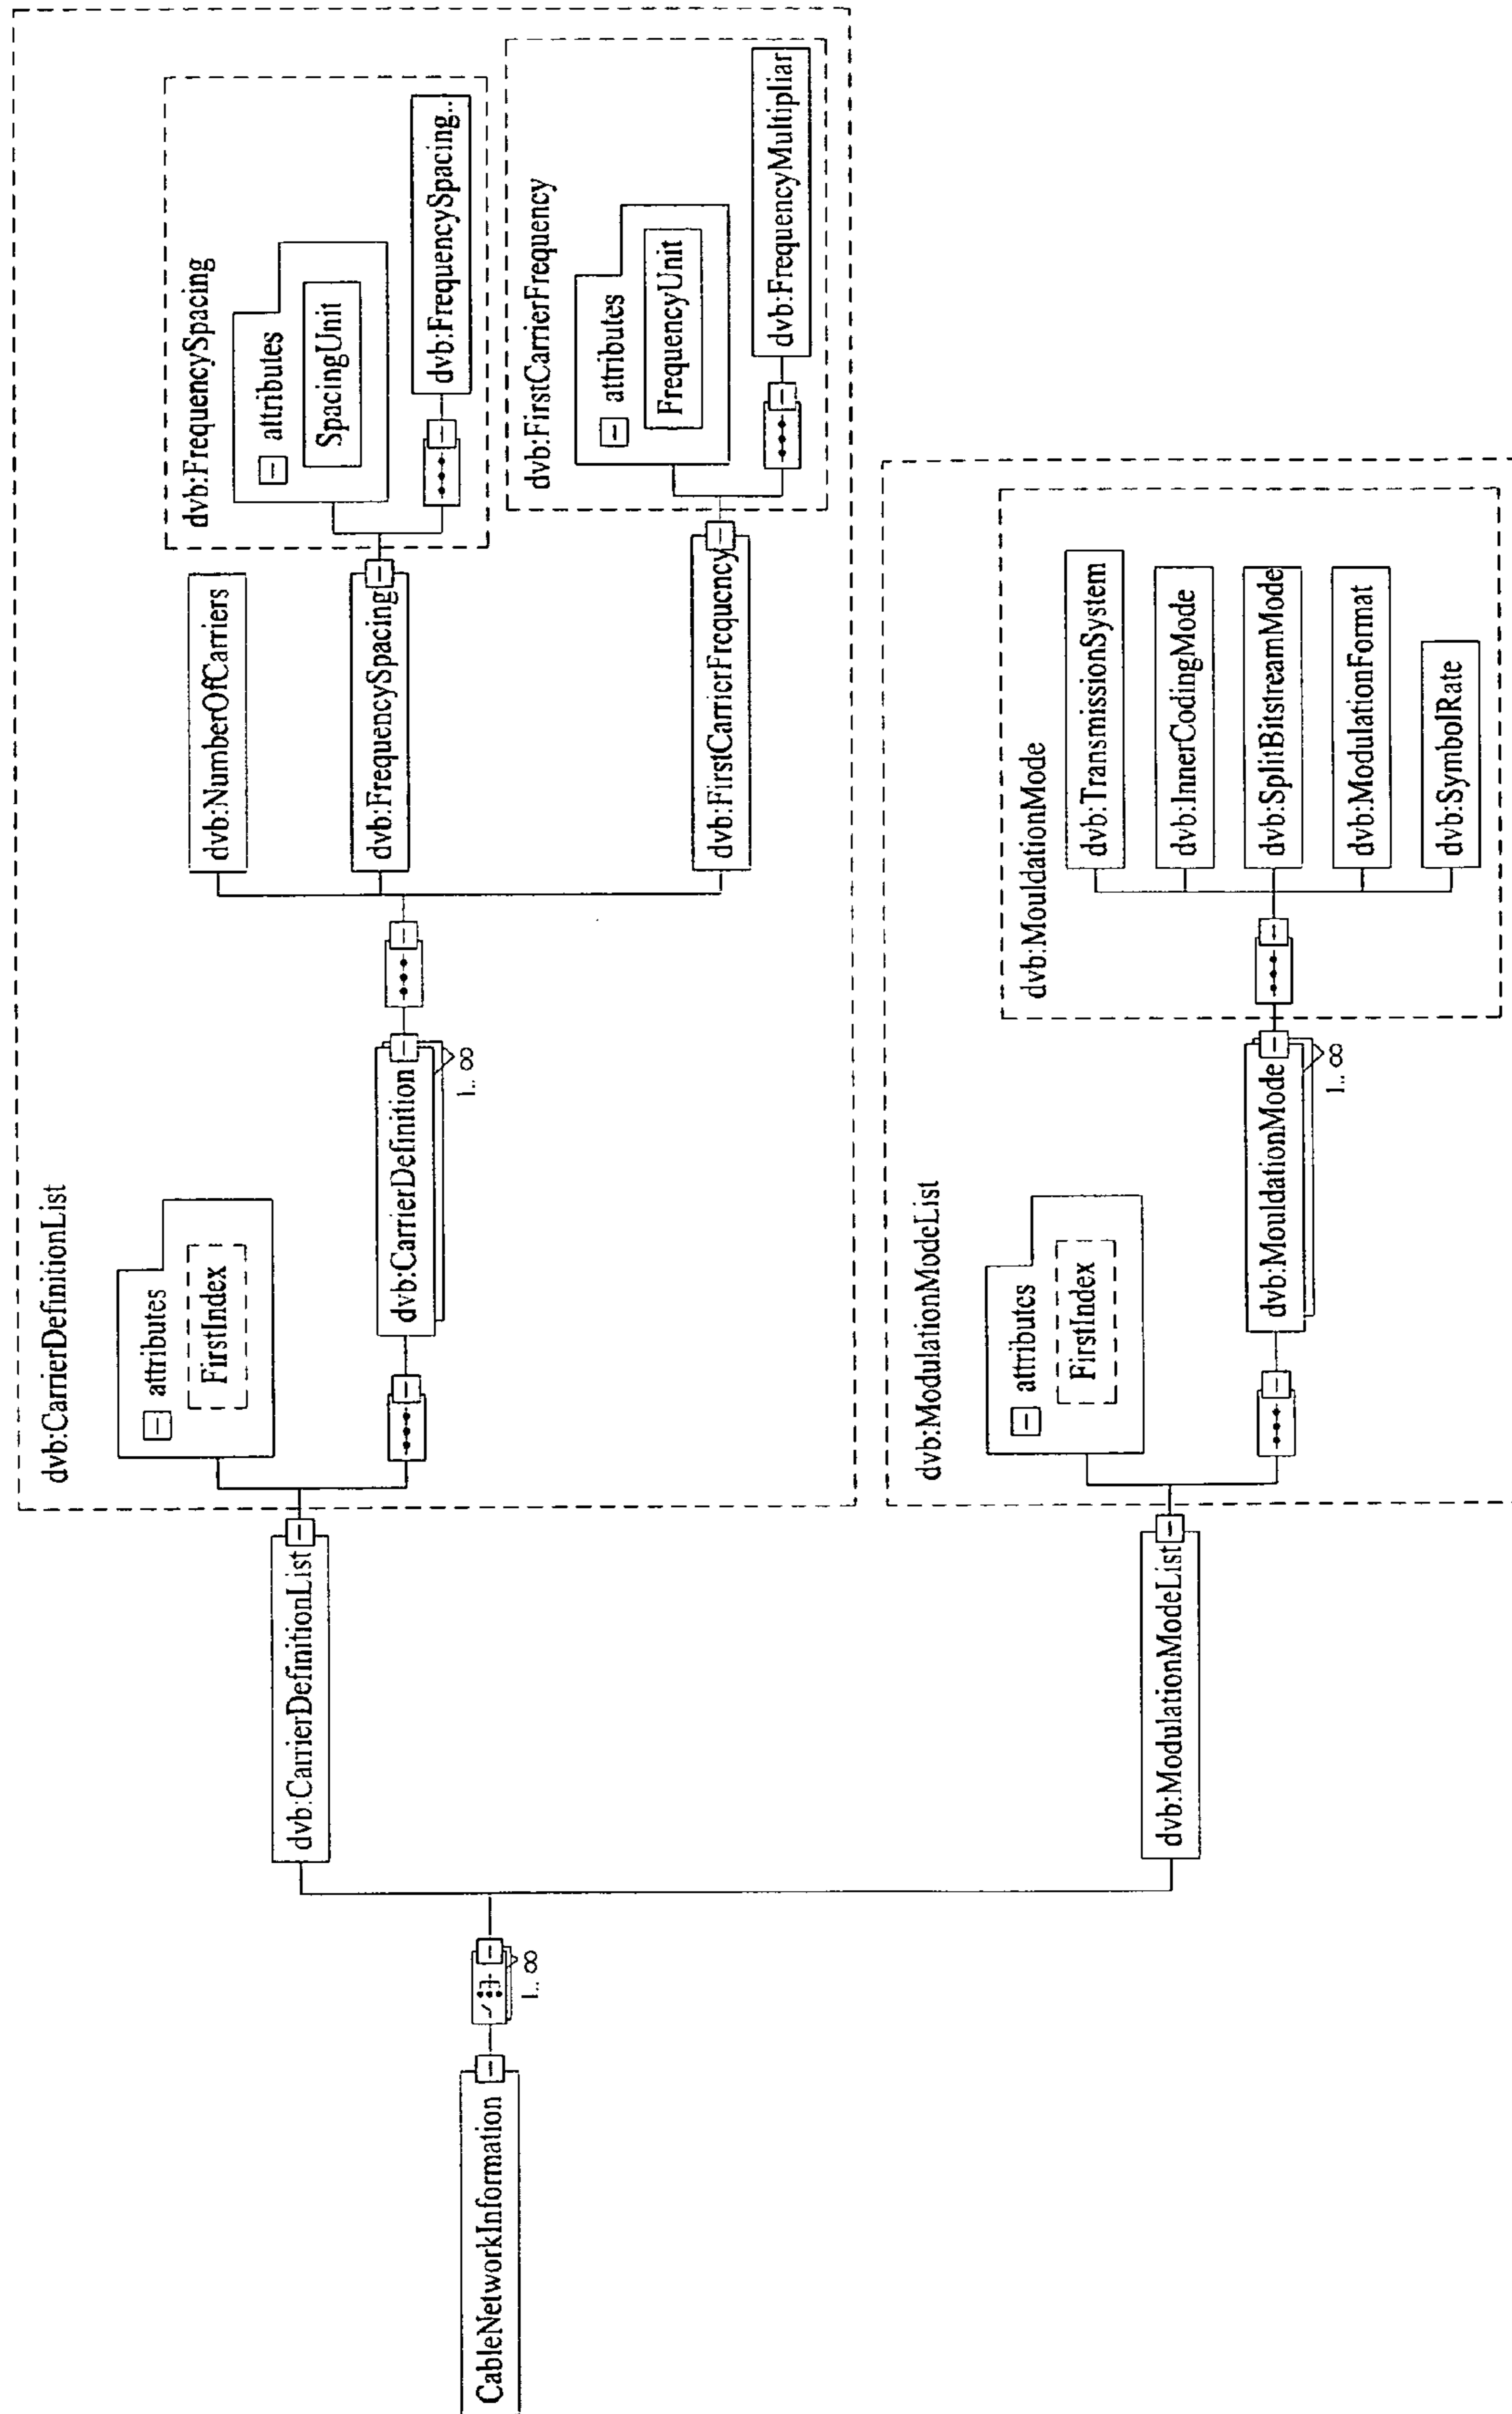 CableNetworkInformation
1..∞
dvb:CarrierDefinitionList
dvb:CarrierDefinitionList
attributes
FirstIndex
dvb:CarrierDefinition
1..∞
dvb:NumberOfCarriers
dvb:FrequencySpacing
dvb:FrequencySpacing
attributes
SpacingUnit
dvb:FrequencySpacing..
dvb:FirstCarrierFrequency
dvb:FirstCarrierFrequency
attributes
FrequencyUnit
dvb:FrequencyMultipliar
dvb:ModulationModeList
dvb:ModulationModeList
attributes
FirstIndex
dvb:MouldationMode
1..∞
dvb:MouldationMode
dvb:TransmissionSystem
dvb:InnerCodingMode
dvb:SplitBitstreamMode
dvb:ModulationFormat
dvb:SymbolRate